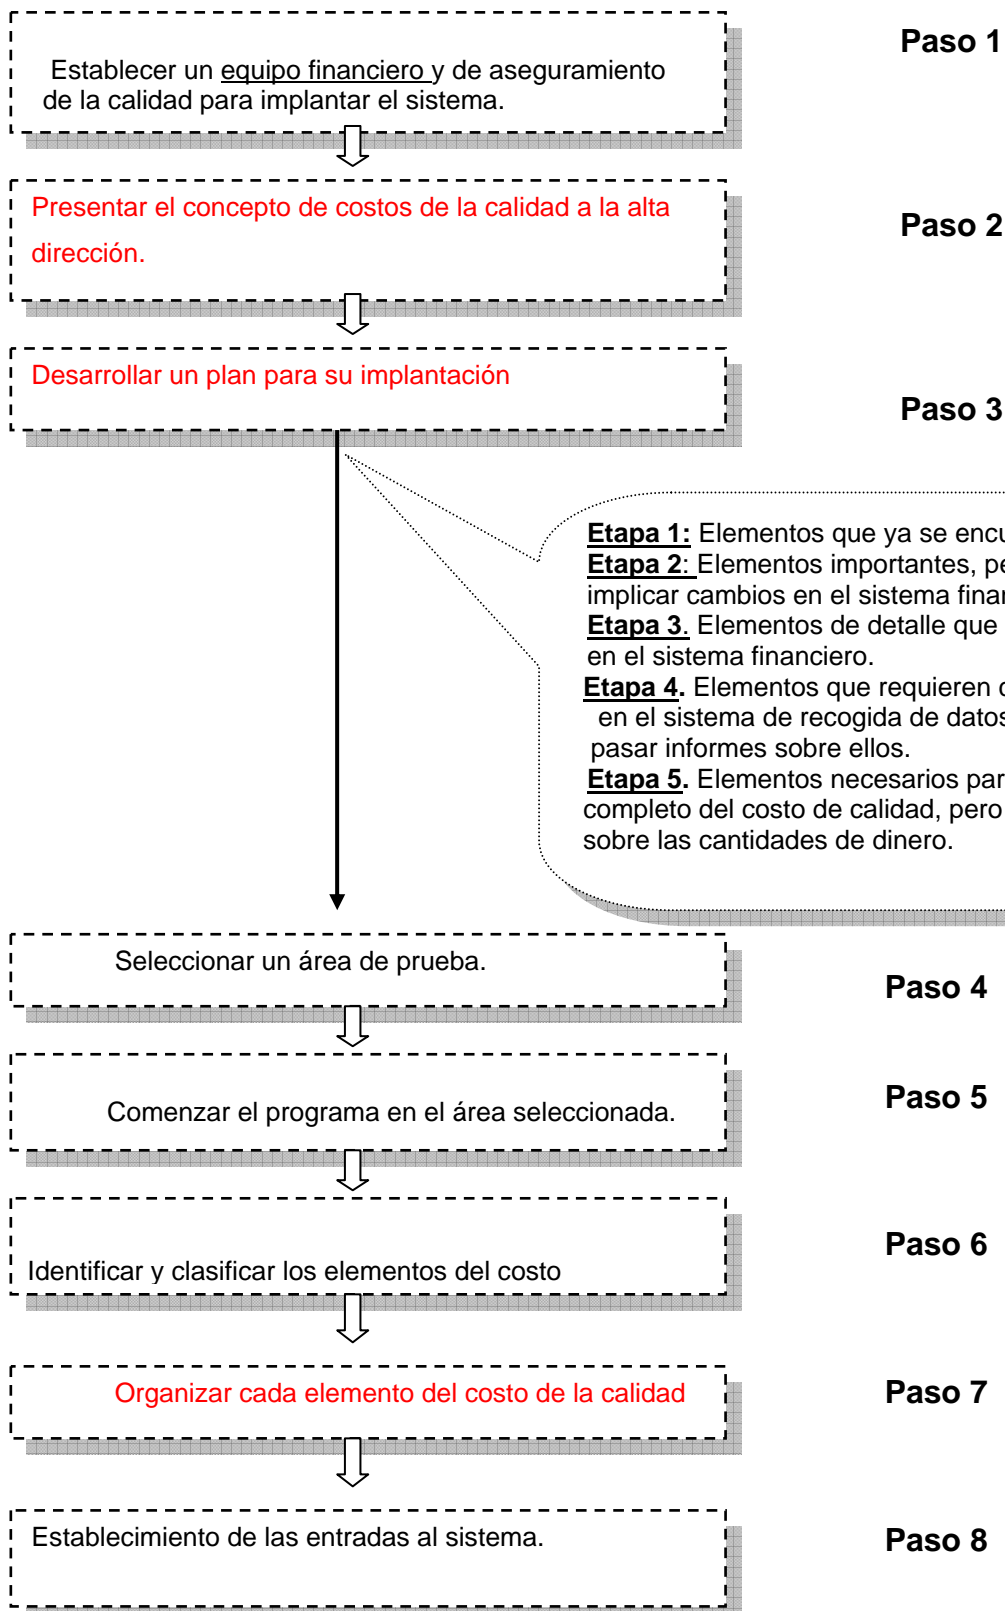 Paso 1
Establecer un equipo financiero y de aseguramiento
de la calidad para implantar el sistema.
Presentar el concepto de costos de la calidad a la alta
dirección.
Paso 2
Desarrollar un plan para su implantación
Paso 3
Etapa 1: Elementos que ya se
Etapa 2: Elementos importantes,
implicar cambios en el sistema
Etapa 3. Elementos de detalle que
en el sistema financiero.
Etapa 4. Elementos que requieren
en el sistema de recogida de datos
pasar informes sobre ellos.
Etapa 5. Elementos necesarios
completo del costo de calidad, pero
sobre las cantidades de dinero.
Seleccionar un área de prueba.
Paso 4
Comenzar el programa en el área seleccionada.
Paso 5
Paso 6
Identificar y clasificar los elementos del costo
Organizar cada elemento del costo de la calidad
Paso 7
Establecimiento de las entradas al sistema.
Paso 8